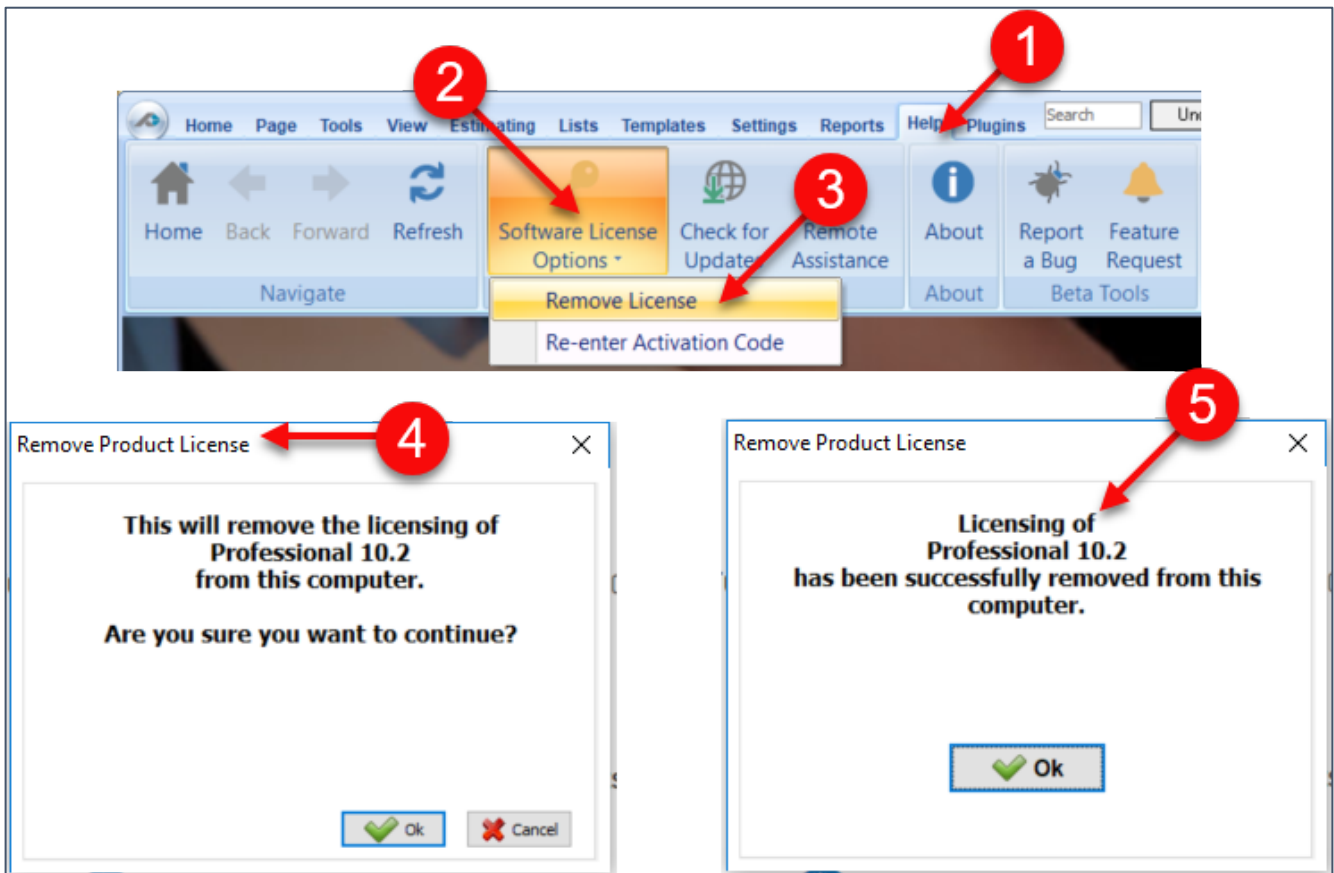 1
2
Home Page Tools View Estimating Lists Templates Settings Reports Help Plugins Search
3
Home Back Forward Refresh Software License Options Check for Updates Remote Assistance About Report a Bug Feature Request
Navigate About Beta Tools
Remove License
Re-enter Activation Code
4
Remove Product License
This will remove the licensing of
Professional 10.2
from this computer.
Are you sure you want to continue?
Ok Cancel
5
Remove Product License
Licensing of
Professional 10.2
has been successfully removed from this
computer.
Ok